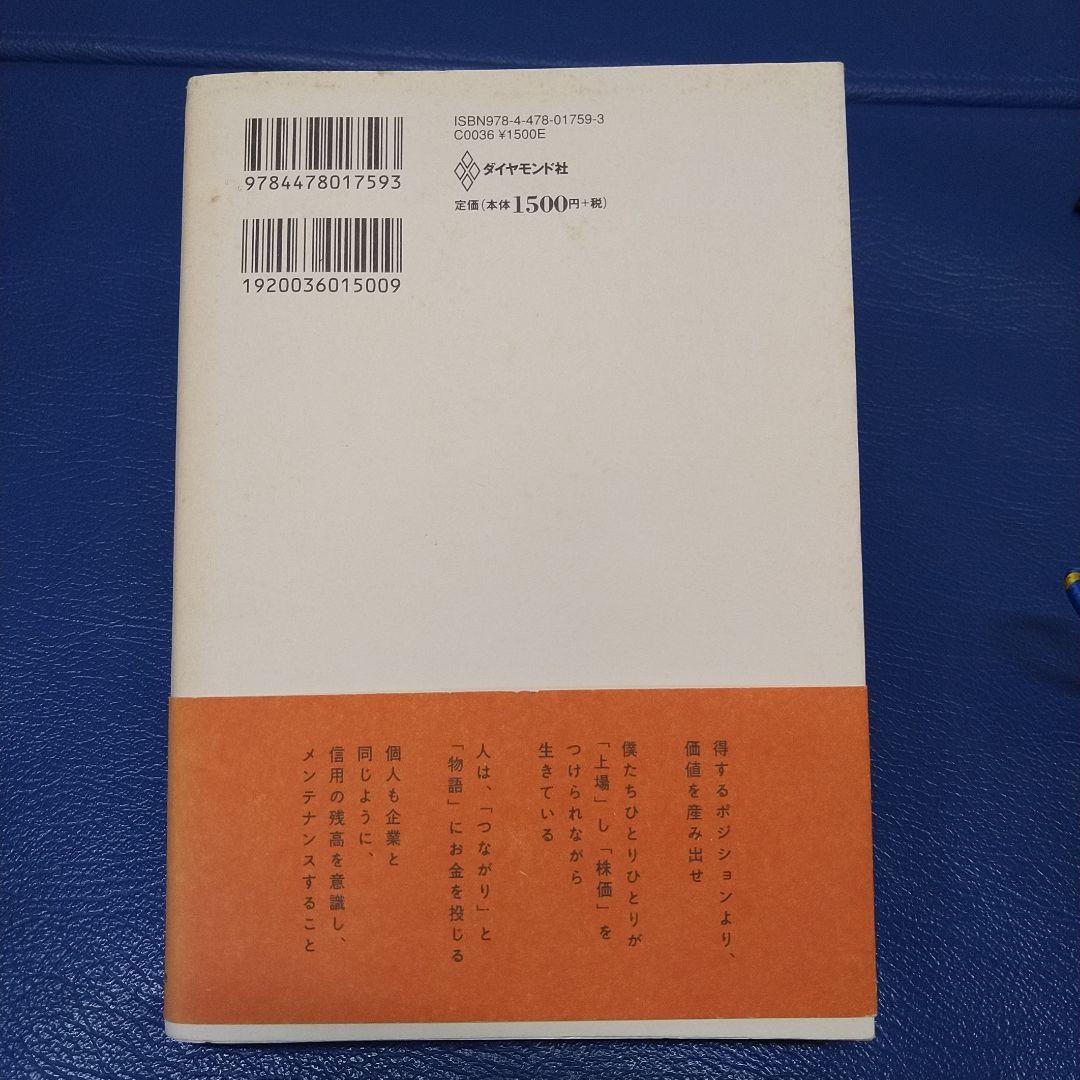 ISBN978-4-478-01759-3
C0036 ¥1500E
ダイヤモンド社
定価(本体1500円+税)
9784478017593
1920036015009
得するポジションより、
価値を産み出せ
僕たちひとりひとりが
「上場」し「株価」を
つけられながら
生きている
人は、「つながり」と
「物語」にお金を投じる
個人も企業と
同じように、
信用の残高を意識し、
メンテナンスすること